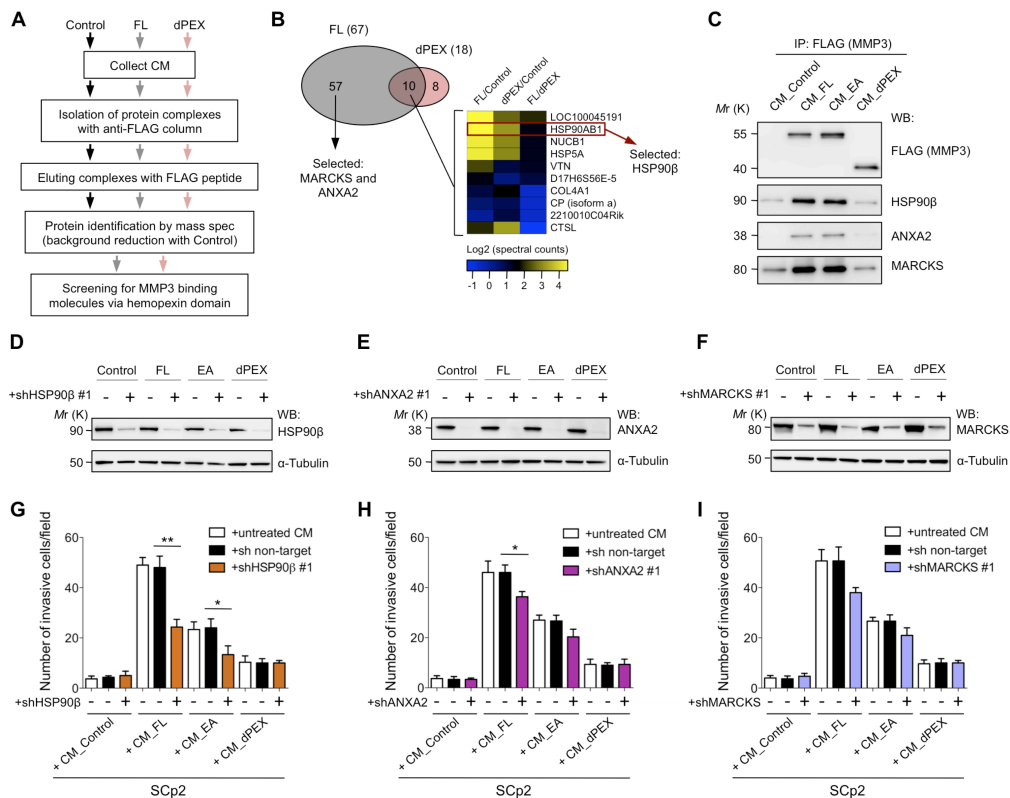 A
Control FL dPEX
Collect CM
Isolation of protein complexes
with anti-FLAG column
Eluting complexes with FLAG peptide
Protein identification by mass spec
(background reduction with Control)
Screening for MMP3 binding
molecules via hemopexin domain
B
FL (67)
dPEX (18)
57 10 8
Selected:
MARCKS and
ANXA2
FL/Control
dPEX/Control
FL/dPEX
LOC100045191
HSP90AB1
NUCB1
HSP5A
VTN
D17H6S56E-5
COL4A1
CP (isoform a)
2210010C04Rik
CTSL
Selected:
HSP90β
Log2 (spectral counts)
-1 0 1 2 3 4
C
IP: FLAG (MMP3)
CM_Control
CM_FL
CM_EA
CM_dPEX
Mr (K)
WB:
55
FLAG (MMP3)
40
90
HSP90β
38
ANXA2
80
MARCKS
D
Control FL EA dPEX
+shHSP90β #1 - + - + - + - +
Mr (K) WB:
90 HSP90β
50 α-Tubulin
E
Control FL EA dPEX
+shANXA2 #1 - + - + - + - +
Mr (K) WB:
38 ANXA2
50 α-Tubulin
F
Control FL EA dPEX
+shMARCKS #1 - + - + - + - +
Mr (K) WB:
80 MARCKS
50 α-Tubulin
G
Number of invasive cells/field
60
40
20
0
+untreated CM
+sh non-target
+shHSP90β #1
**
*
+shHSP90β - - + - - + - - + - - +
+ CM_Control
+ CM_FL
+ CM_EA
+ CM_dPEX
SCp2
H
Number of invasive cells/field
60
40
20
0
+untreated CM
+sh non-target
+shANXA2 #1
*
+shANXA2 - - + - - + - - + - - +
+ CM_Control
+ CM_FL
+ CM_EA
+ CM_dPEX
SCp2
I
Number of invasive cells/field
60
40
20
0
+untreated CM
+sh non-target
+shMARCKS #1
+shMARCKS - - + - - + - - + - - +
+ CM_Control
+ CM_FL
+ CM_EA
+ CM_dPEX
SCp2